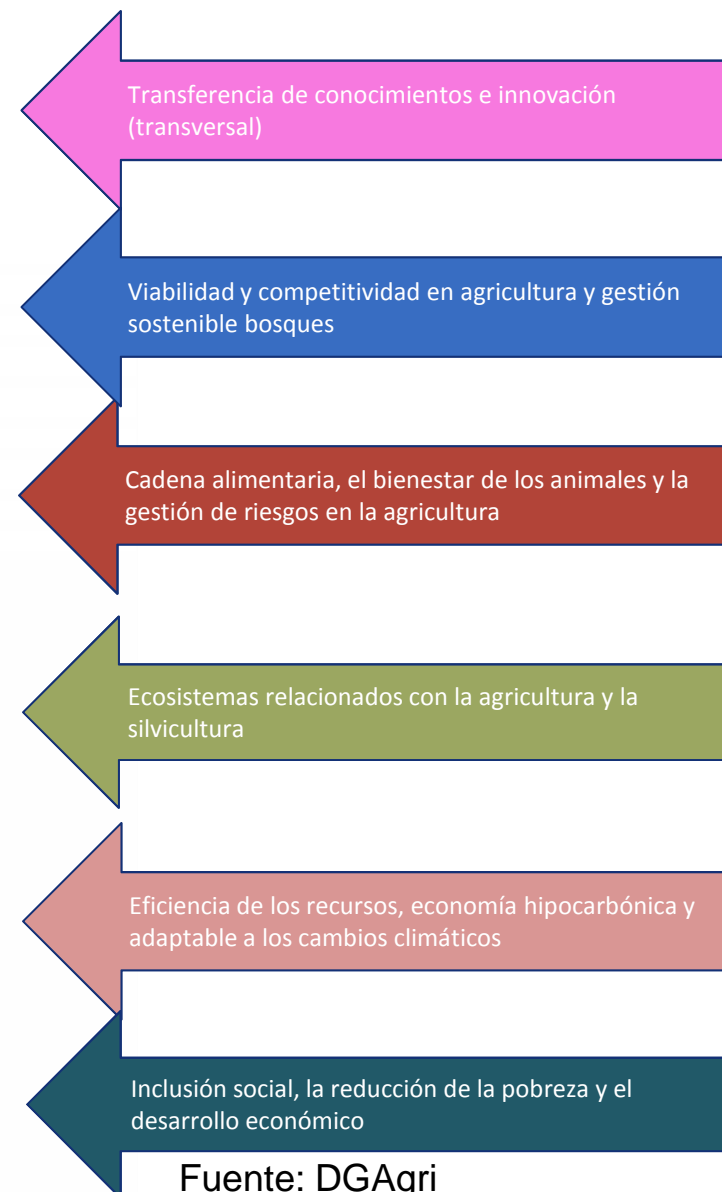 Transferencia de conocimientos e innovación
(transversal)
Viabilidad y competitividad en agricultura y gestión
sostenible bosques
Cadena alimentaria, el bienestar de los animales y la
gestión de riesgos en la agricultura
Ecosistemas relacionados con la agricultura y la
silvicultura
Eficiencia de los recursos, economía hipocarbónica y
adaptable a los cambios climáticos
Inclusión social, la reducción de la pobreza y el
desarrollo económico
Fuente: DGAgri